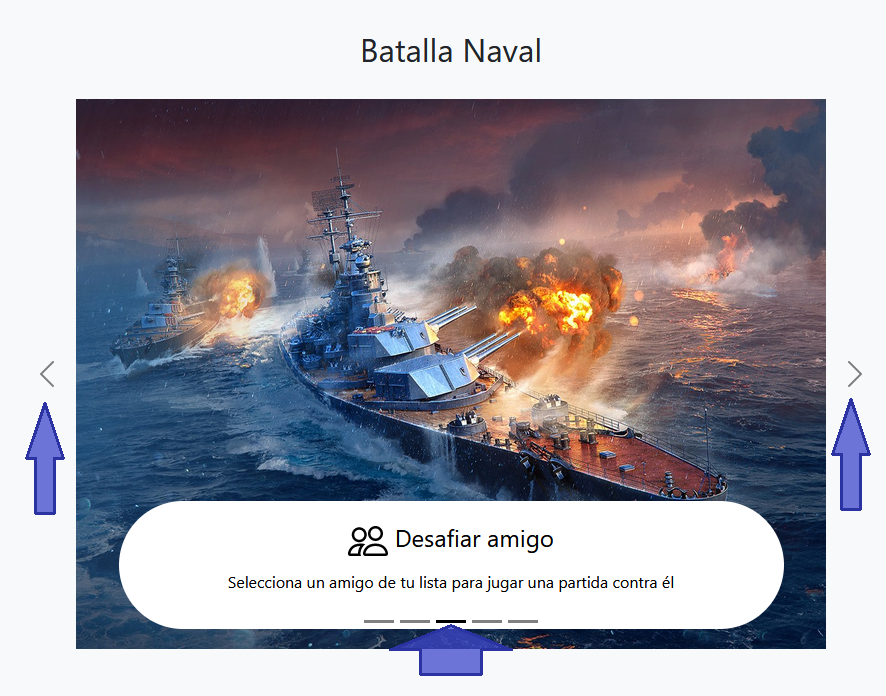 Batalla Naval
Desafiar amigo
Selecciona un amigo de tu lista para jugar una partida contra él